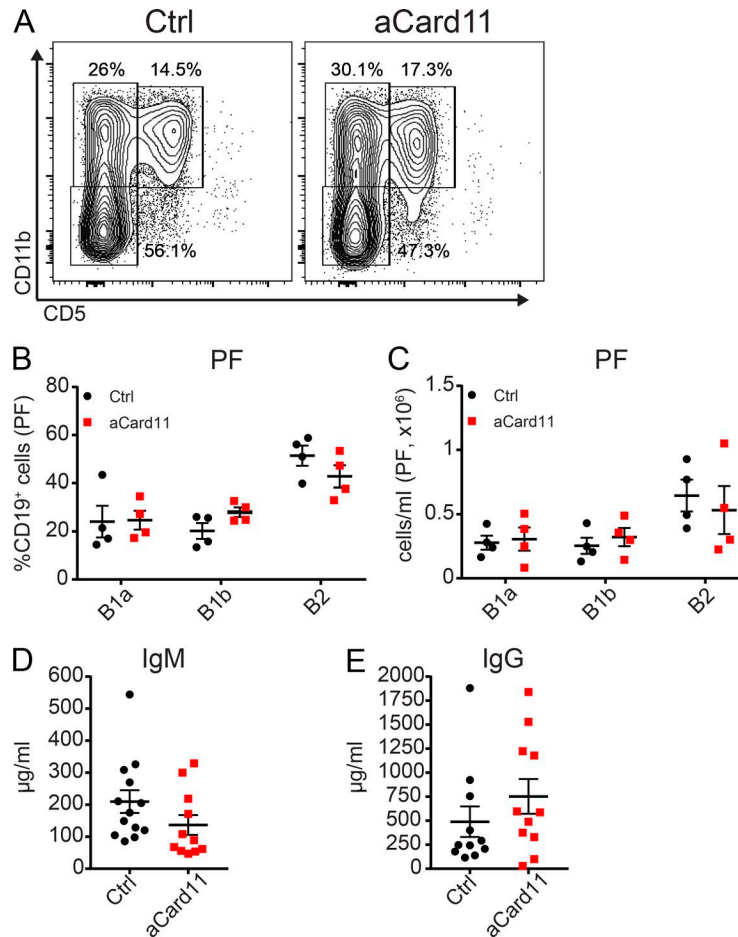 A
Ctrl
aCard11
26%
14.5%
56.1%
30.1%
17.3%
47.3%
CD11b
CD5
B
PF
Ctrl
aCard11
%CD19⁺ cells (PF)
80
60
40
20
0
B1a
B1b
B2
C
PF
Ctrl
aCard11
cells/ml (PF, x10⁶)
1.5
1
0.5
0
B1a
B1b
B2
D
IgM
µg/ml
600
500
400
300
200
100
0
Ctrl
aCard11
E
IgG
µg/ml
2000
1750
1500
1250
1000
750
500
250
0
Ctrl
aCard11